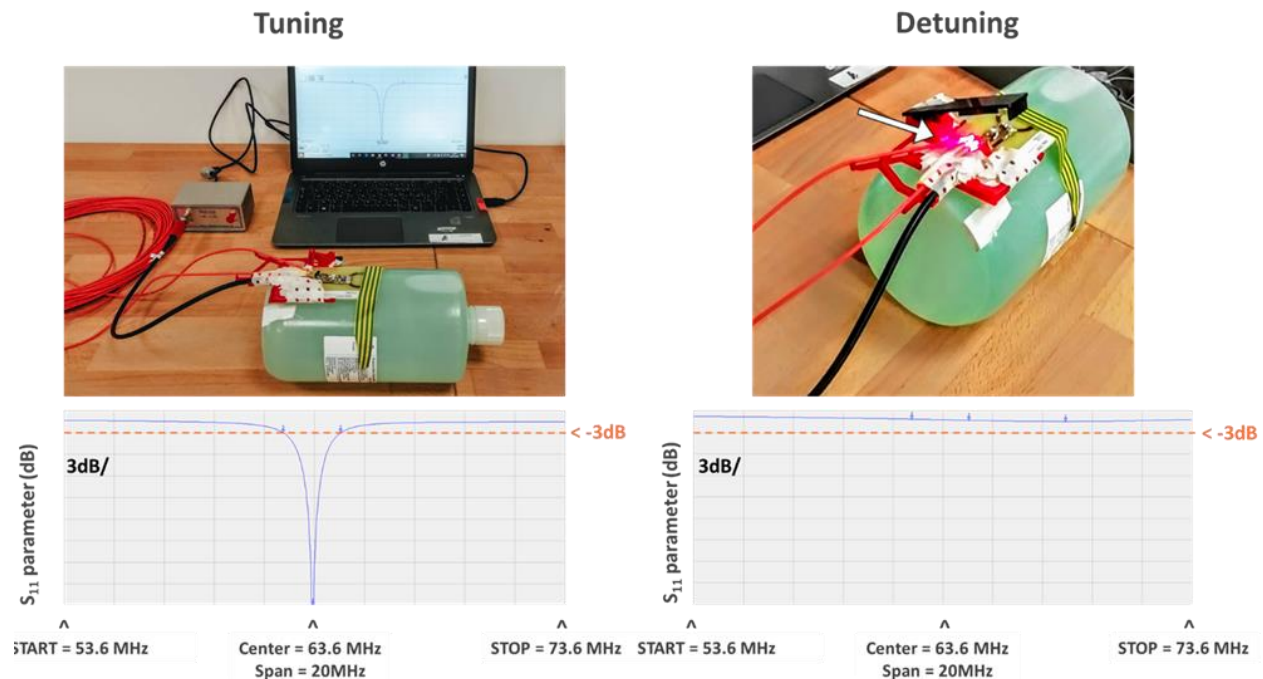 Tuning
Detuning
S₁₁ parameter (dB)
3dB/
< -3dB
S₁₁ parameter (dB)
3dB/
< -3dB
^ ^ ^ ^ ^ ^
START = 53.6 MHz
Center = 63.6 MHz
Span = 20MHz
STOP = 73.6 MHz
START = 53.6 MHz
Center = 63.6 MHz
Span = 20MHz
STOP = 73.6 MHz